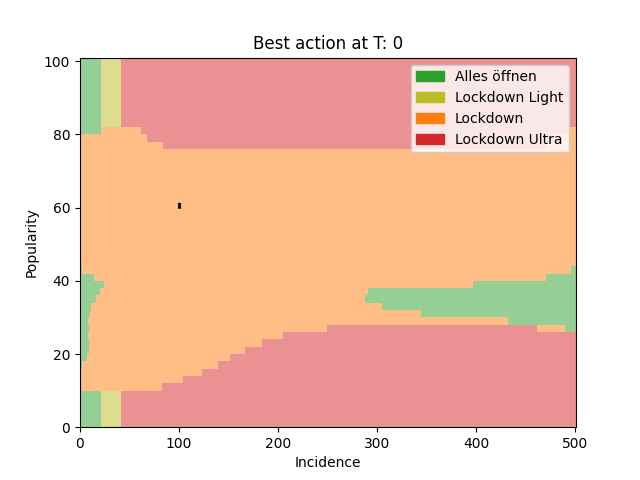 Best action at T: 0
Alles öffnen
Lockdown Light
Lockdown
Lockdown Ultra
Popularity
100
80
60
40
20
0
0 100 200 300 400 500
Incidence